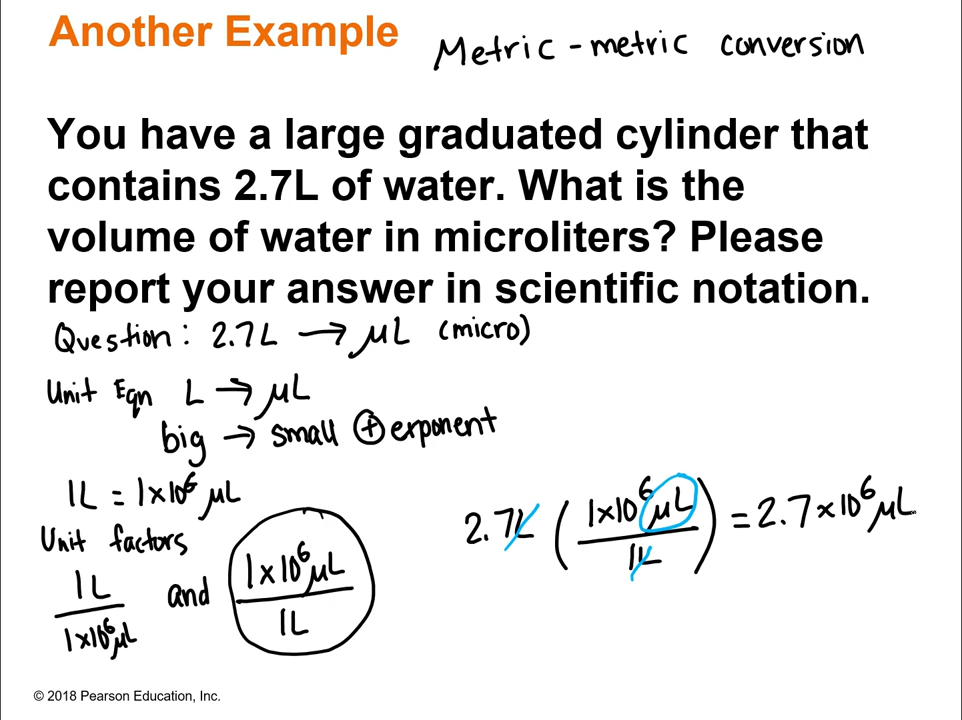 Another Example
Metric - metric conversion
You have a large graduated cylinder that
contains 2.7L of water. What is the
volume of water in microliters? Please
report your answer in scientific notation.
Question: 2.7L → μL (micro)
Unit Eqn L → μL
big → small ⊕ exponent
1L = 1×10⁶ μL
Unit factors
1L / 1×10⁶ μL and 1×10⁶ μL / 1L
2.7L (1×10⁶ μL / 1L) = 2.7×10⁶ μL
© 2018 Pearson Education, Inc.